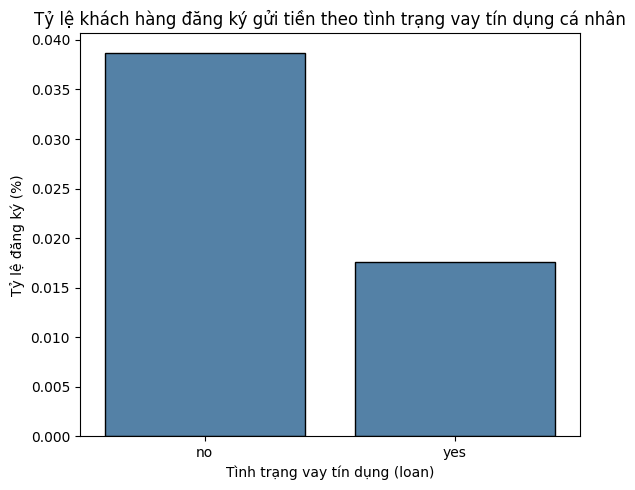 Tỷ lệ khách hàng đăng ký gửi tiền theo tình trạng vay tín dụng cá nhân
0.040
0.035
0.030
0.025
0.020
0.015
0.010
0.005
0.000
Tỷ lệ đăng ký (%)
no yes
Tình trạng vay tín dụng (loan)